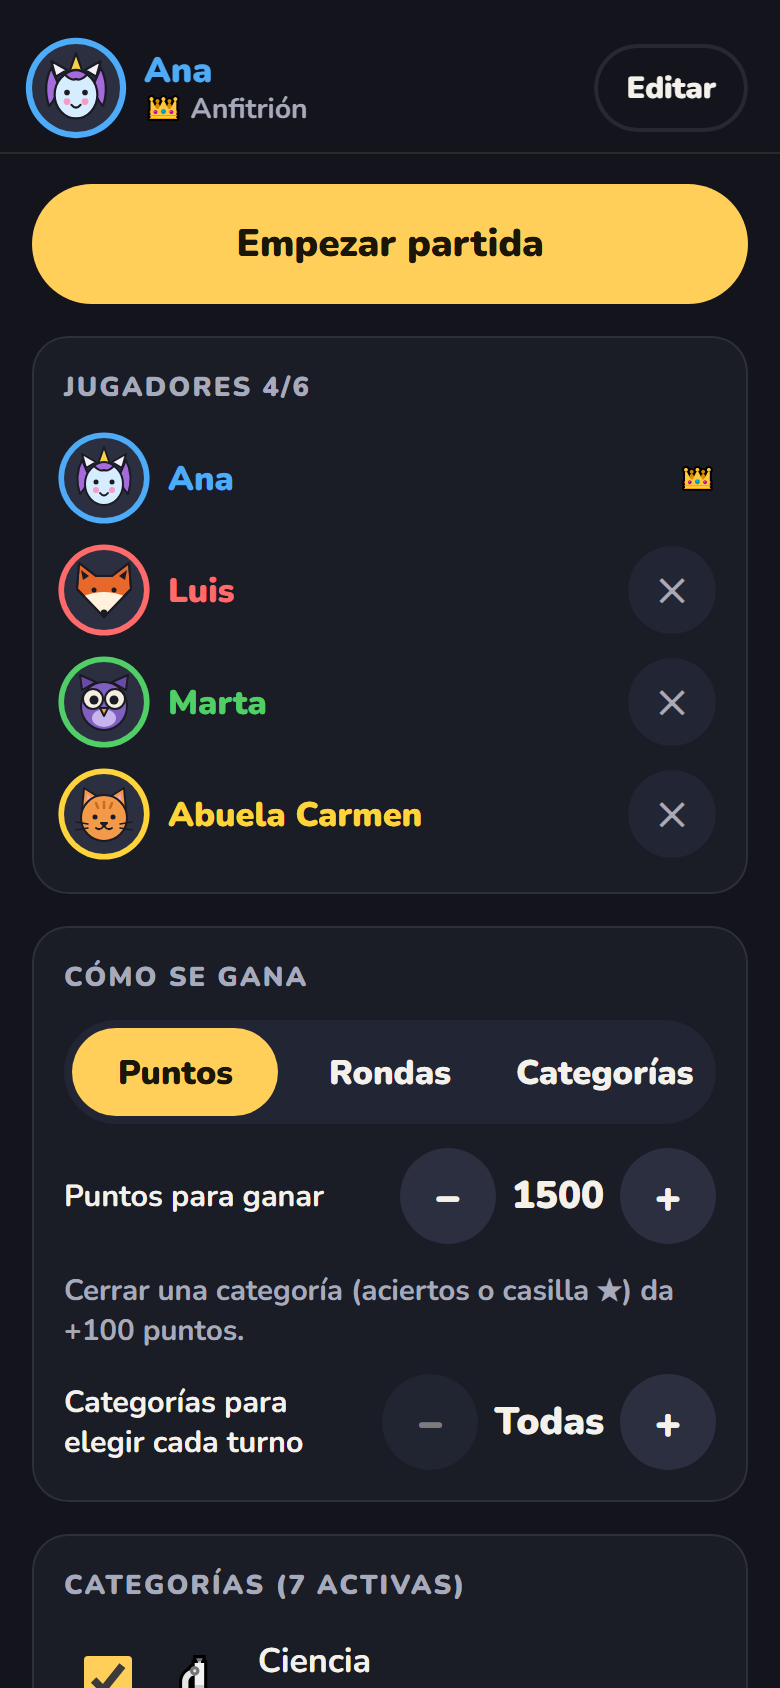 Ana
Anfitrión
Editar
Empezar partida
JUGADORES 4/6
Ana
Luis
Marta
Abuela Carmen
CÓMO SE GANA
Puntos
Rondas
Categorías
Puntos para ganar
− 1500 +
Cerrar una categoría (aciertos o casilla ★) da
+100 puntos.
Categorías para
elegir cada turno
− Todas +
CATEGORÍAS (7 ACTIVAS)
Ciencia